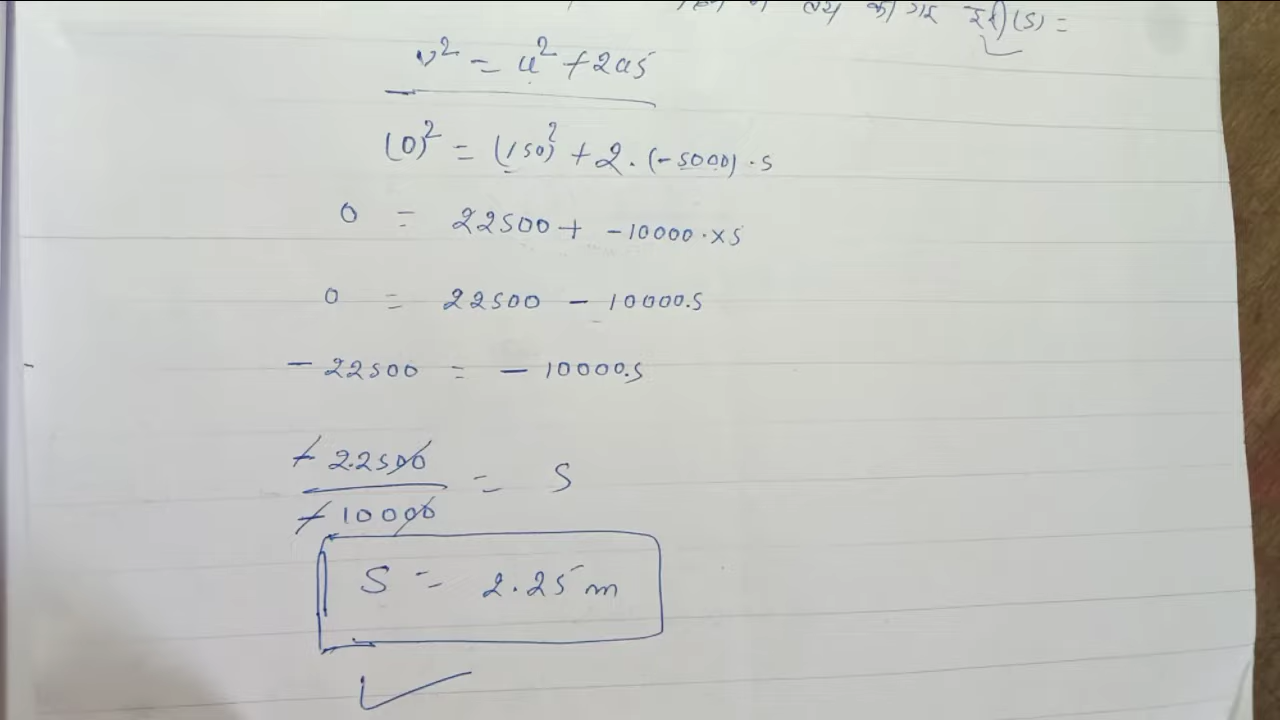 की गई दूरी (S) =
v² = u² + 2as
(0)² = (150)² + 2 . (-5000) . s
0 = 22500 + -10000 . x s
0 = 22500 - 10000.s
- 22500 = - 10000.s
- 22500 / - 10000 = S
S = 2.25 m